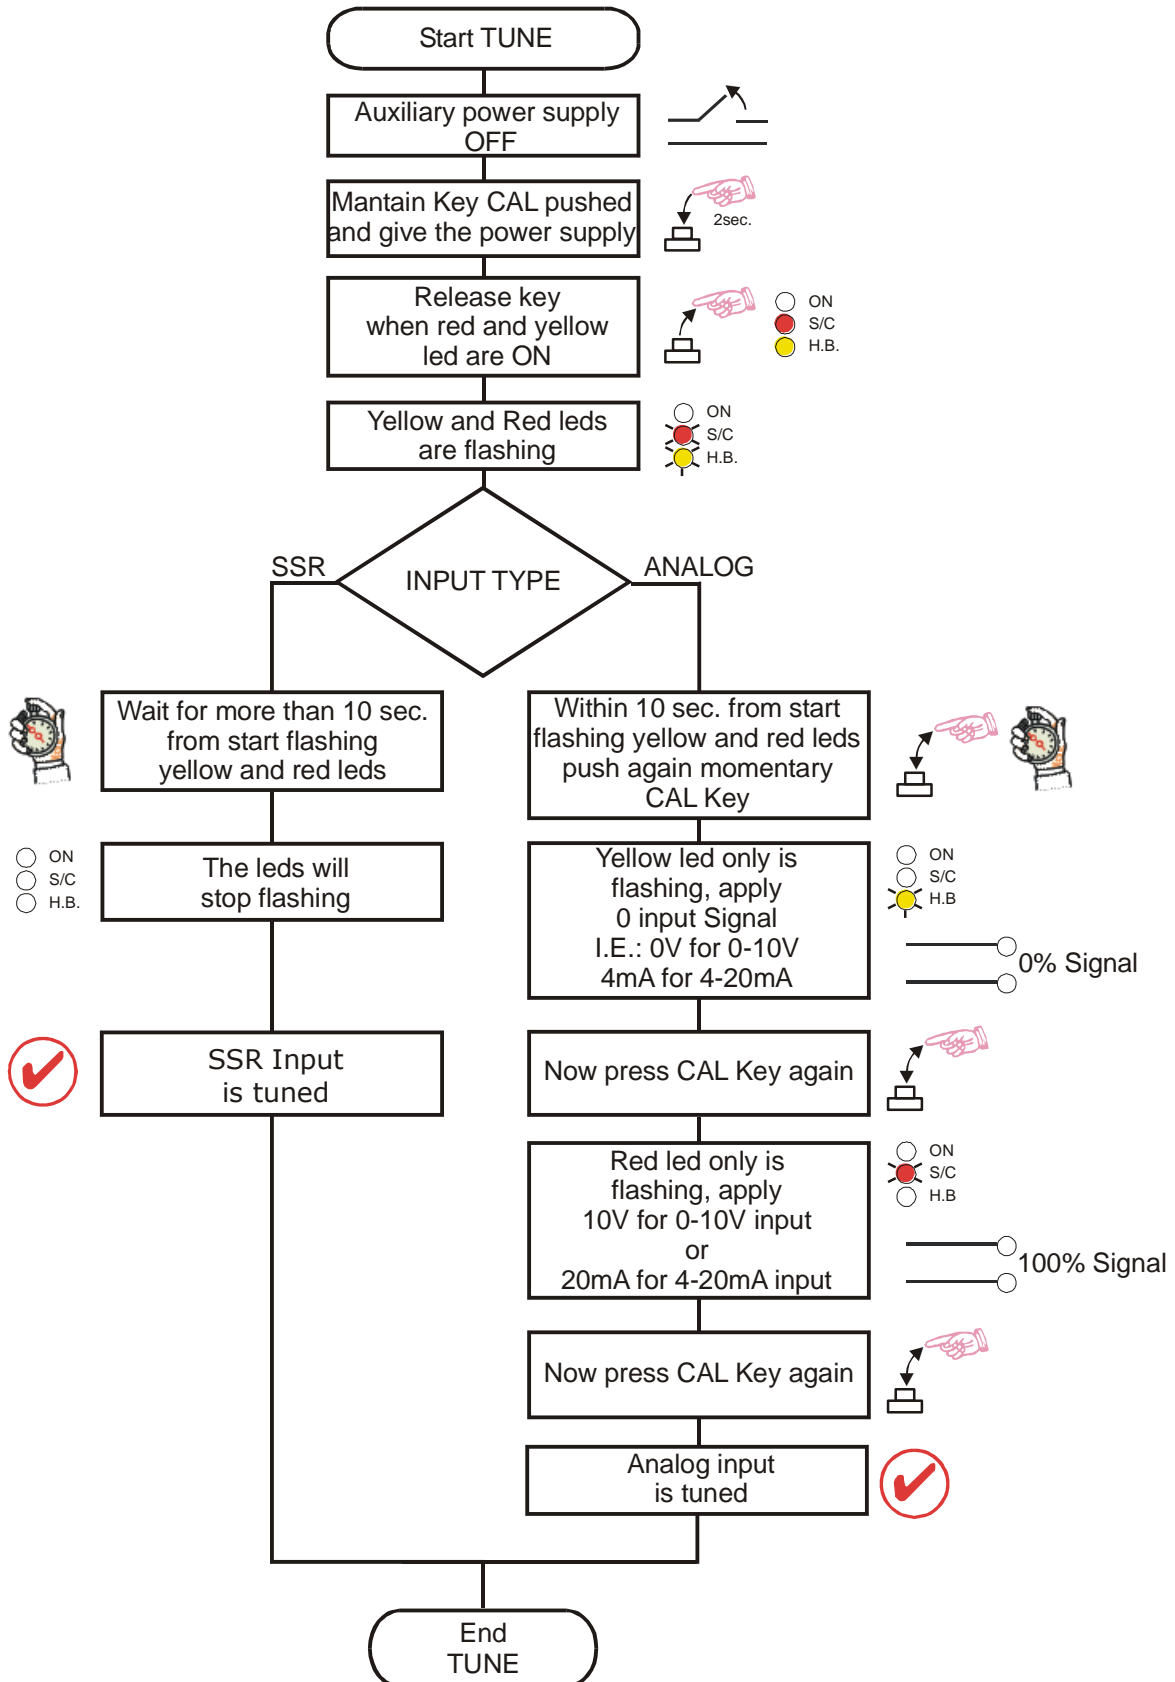 Start TUNE
Auxiliary power supply
OFF
Mantain Key CAL pushed
and give the power supply
2sec.
Release key
when red and yellow
led are ON
ON
S/C
H.B.
Yellow and Red leds
are flashing
ON
S/C
H.B.
SSR
INPUT TYPE
ANALOG
Wait for more than 10 sec.
from start flashing
yellow and red leds
ON
S/C
H.B.
The leds will
stop flashing
SSR Input
is tuned
Within 10 sec. from start
flashing yellow and red leds
push again momentary
CAL Key
Yellow led only is
flashing, apply
0 input Signal
I.E.: 0V for 0-10V
4mA for 4-20mA
ON
S/C
H.B
0% Signal
Now press CAL Key again
Red led only is
flashing, apply
10V for 0-10V input
or
20mA for 4-20mA input
ON
S/C
H.B
100% Signal
Now press CAL Key again
Analog input
is tuned
End
TUNE